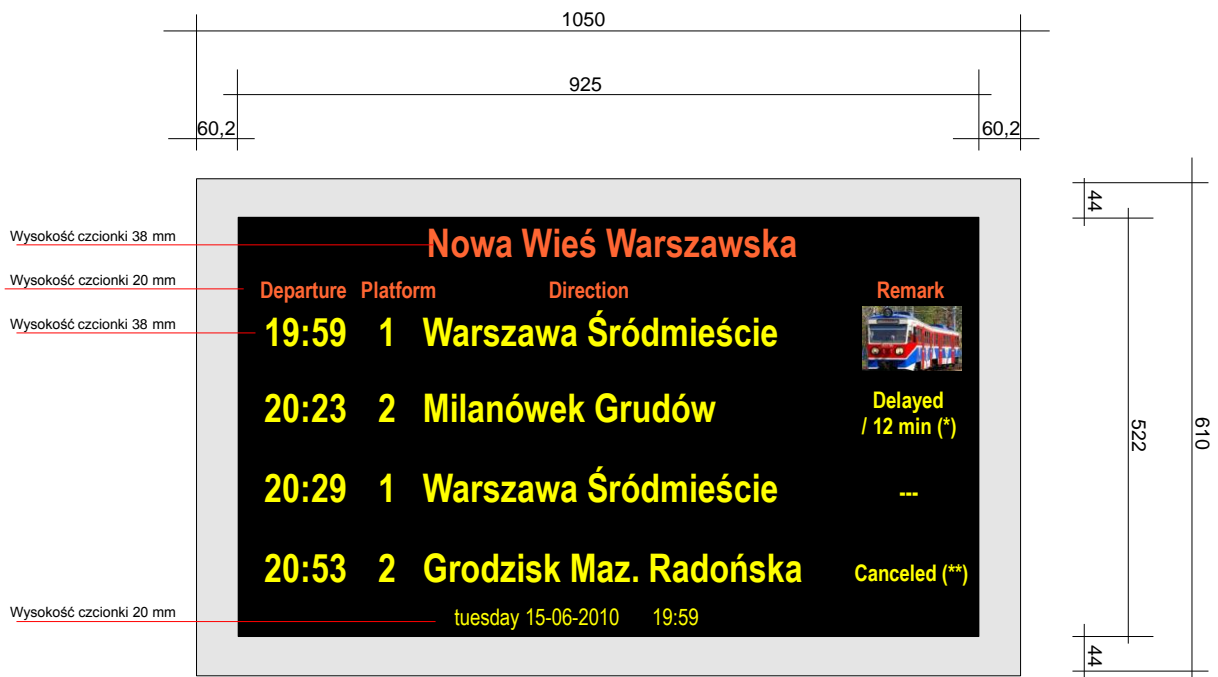 1050
925
60,2
60,2
44
Wysokość czcionki 38 mm
Nowa Wieś Warszawska
Wysokość czcionki 20 mm
Departure Platform Direction Remark
Wysokość czcionki 38 mm
19:59 1 Warszawa Śródmieście
20:23 2 Milanówek Grudów Delayed
/ 12 min (*)
522
610
20:29 1 Warszawa Śródmieście ---
20:53 2 Grodzisk Maz. Radońska Canceled (**)
Wysokość czcionki 20 mm
tuesday 15-06-2010 19:59
44